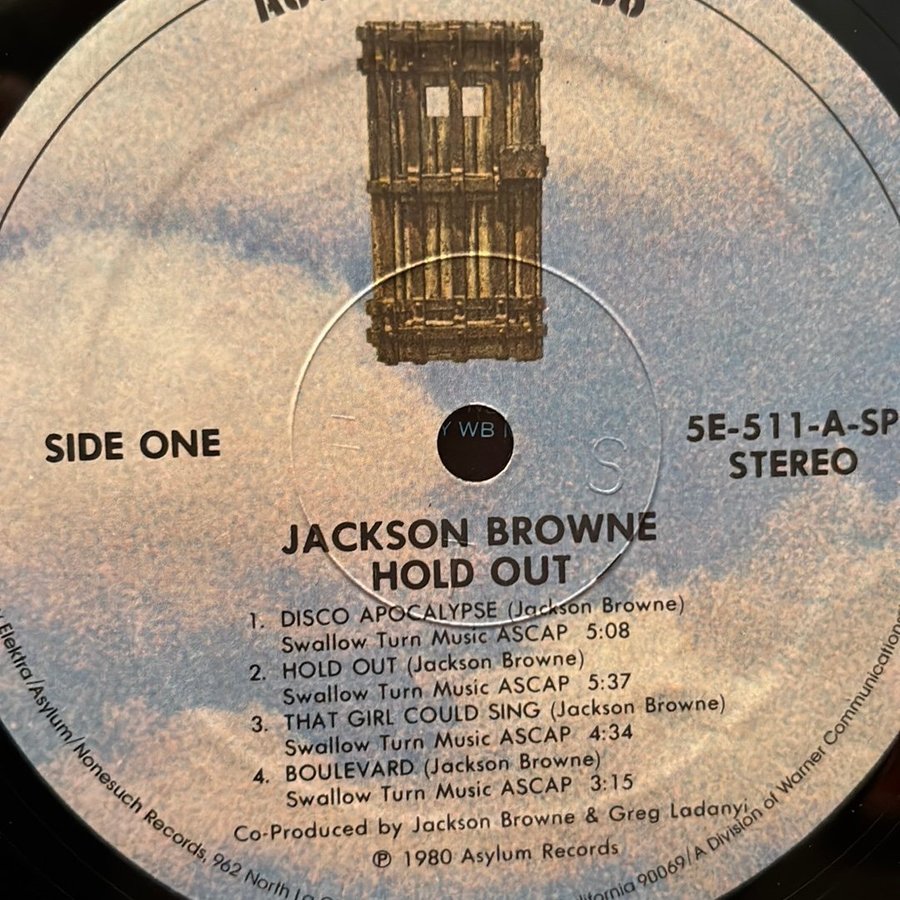 SIDE ONE
5E-511-A-SP
STEREO
WB
S
JACKSON BROWNE
HOLD OUT
1. DISCO APOCALYPSE (Jackson Browne)
Swallow Turn Music ASCAP 5:08
2. HOLD OUT (Jackson Browne)
Swallow Turn Music ASCAP 5:37
3. THAT GIRL COULD SING (Jackson Browne)
Swallow Turn Music ASCAP 4:34
4. BOULEVARD (Jackson Browne)
Swallow Turn Music ASCAP 3:15
Co-Produced by Jackson Browne & Greg Ladanyi
℗ 1980 Asylum Records
Elektra/Asylum/Nonesuch Records, 962 North
90069/A Division of Warner Communications